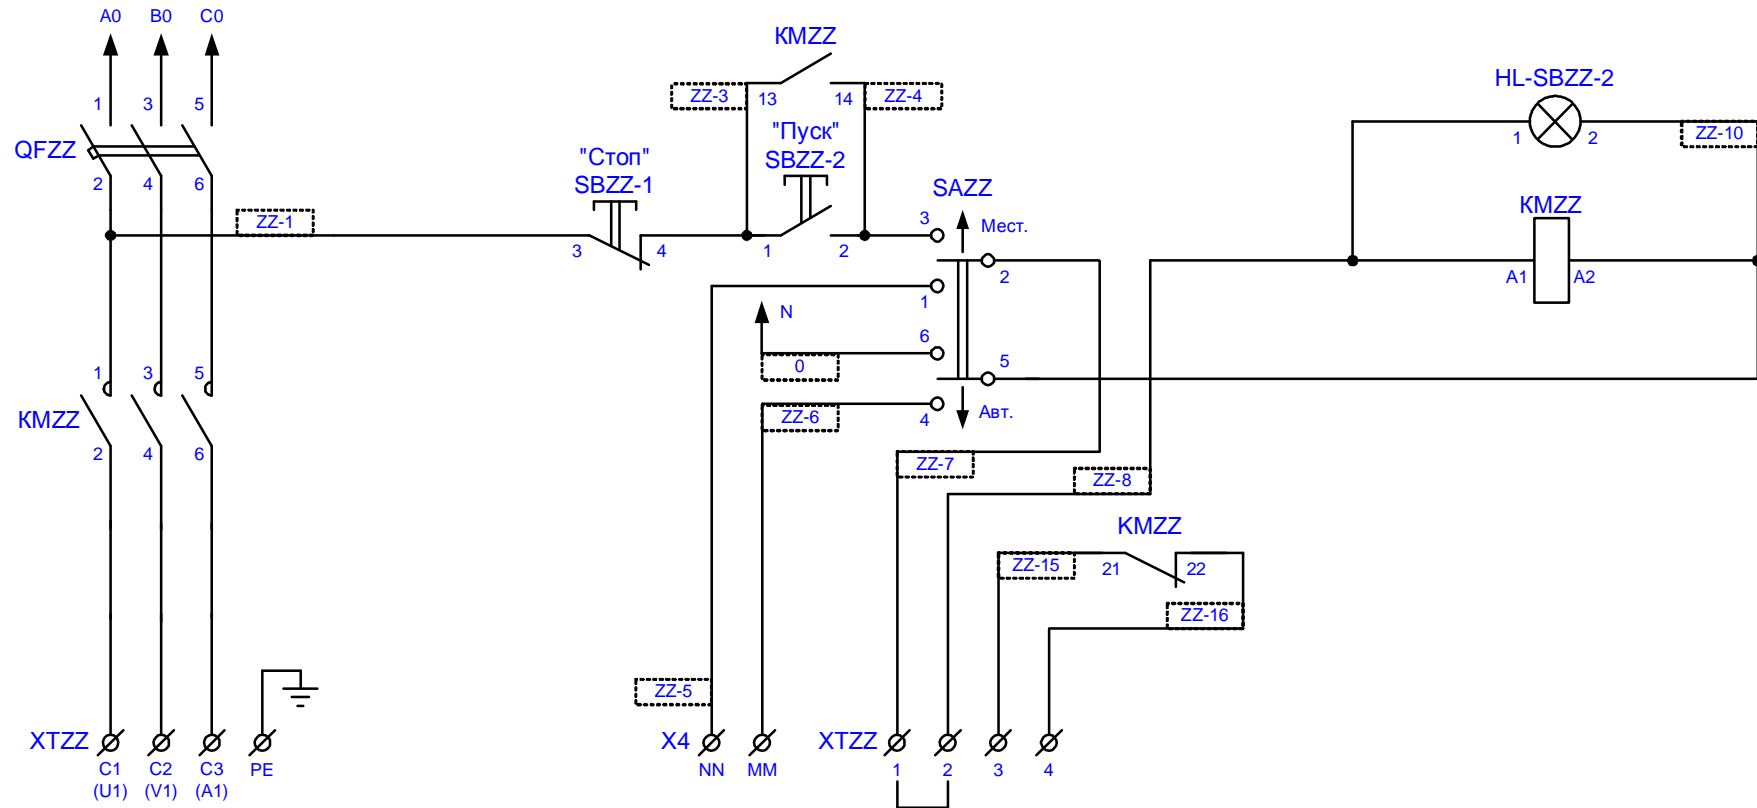 A0 B0 C0
KMZZ
HL-SBZZ-2
ZZ-3 13 14 ZZ-4
1 3 5
"Пуск"
SBZZ-2
1 2 ZZ-10
QFZZ
"Стоп"
SBZZ-1
2 4 6
SAZZ
KMZZ
ZZ-1
3 Мест.
3 4 1 2
2
A1 A2
1
N
6
0
5
1 3 5
ZZ-6 4 Авт.
KMZZ
2 4 6
ZZ-7
ZZ-8
KMZZ
ZZ-15 21 22
ZZ-16
ZZ-5
XTZZ
X4
XTZZ
C1 C2 C3 PE
(U1) (V1) (A1)
NN MM
1 2 3 4